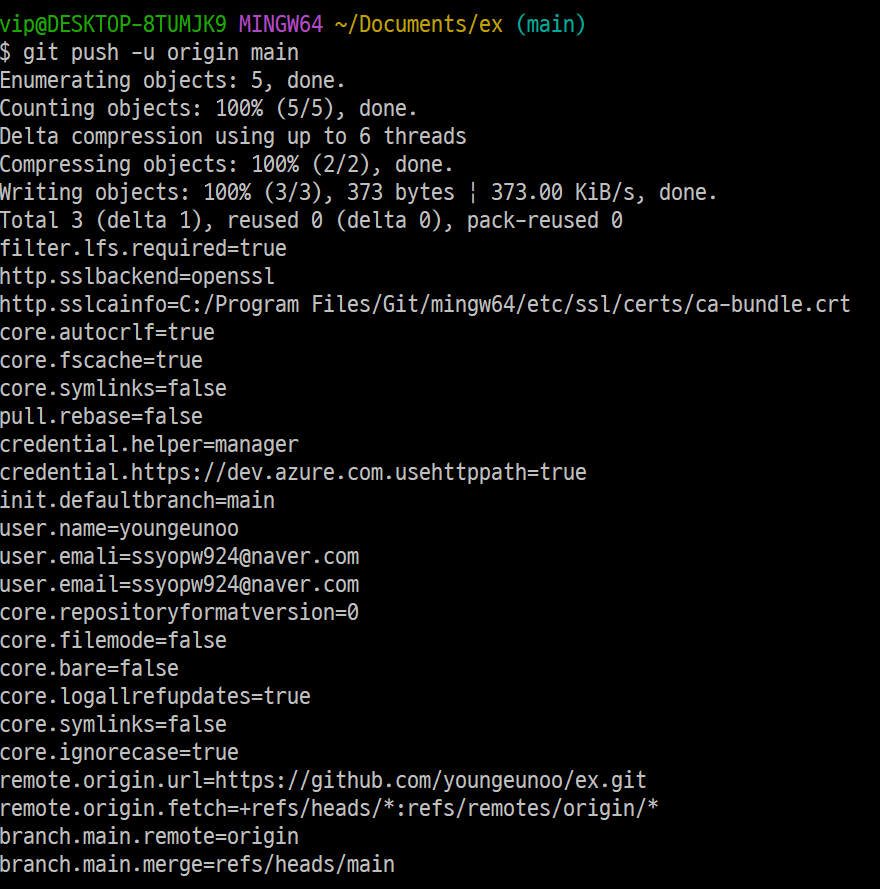 vip@DESKTOP-8TUMJK9 MINGW64 ~/Documents/ex (main)
$ git push -u origin main
Enumerating objects: 5, done.
Counting objects: 100% (5/5), done.
Delta compression using up to 6 threads
Compressing objects: 100% (2/2), done.
Writing objects: 100% (3/3), 373 bytes ¦ 373.00 KiB/s, done.
Total 3 (delta 1), reused 0 (delta 0), pack-reused 0
filter.lfs.required=true
http.sslbackend=openssl
http.sslcainfo=C:/Program Files/Git/mingw64/etc/ssl/certs/ca-bundle.crt
core.autocrlf=true
core.fscache=true
core.symlinks=false
pull.rebase=false
credential.helper=manager
credential.https://dev.azure.com.usehttppath=true
init.defaultbranch=main
user.name=youngeunoo
user.emali=ssyopw924@naver.com
user.email=ssyopw924@naver.com
core.repositoryformatversion=0
core.filemode=false
core.bare=false
core.logallrefupdates=true
core.symlinks=false
core.ignorecase=true
remote.origin.url=https://github.com/youngeunoo/ex.git
remote.origin.fetch=+refs/heads/*:refs/remotes/origin/*
branch.main.remote=origin
branch.main.merge=refs/heads/main